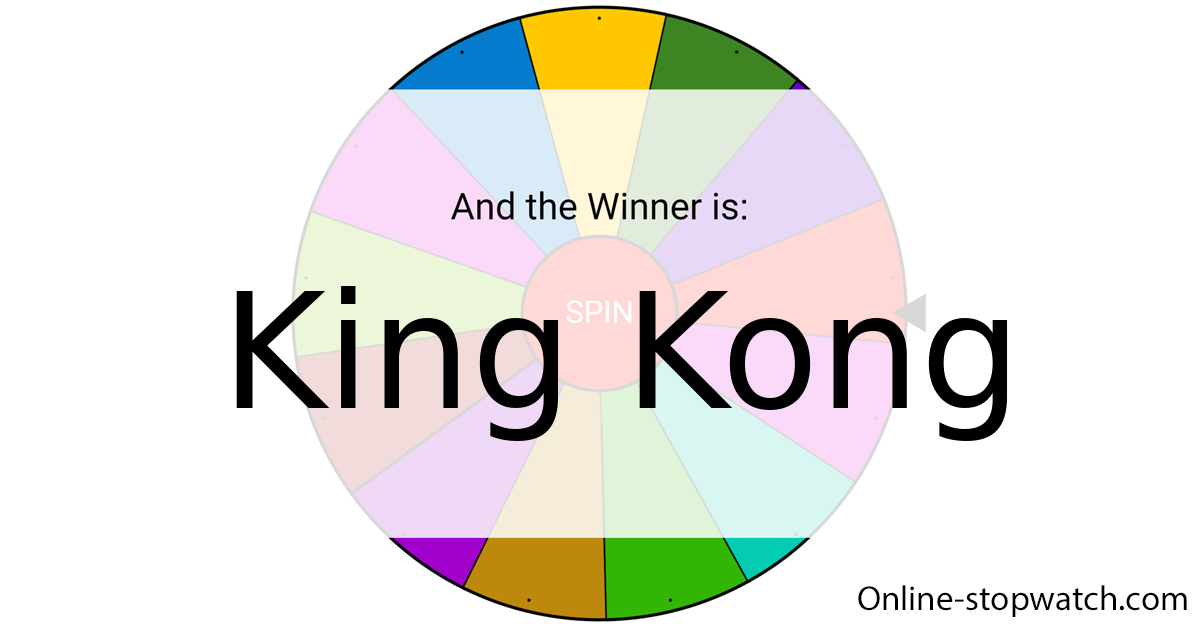 And the Winner is:
SPIN
King Kong
Online-stopwatch.com